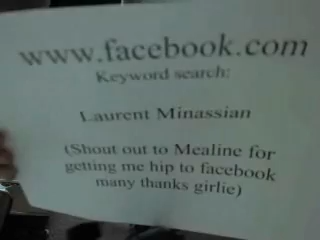 www.facebook.com
Keyword search:
Laurent Minassian
(Shout out to Mealine for
getting me hip to facebook
many thanks girlie)